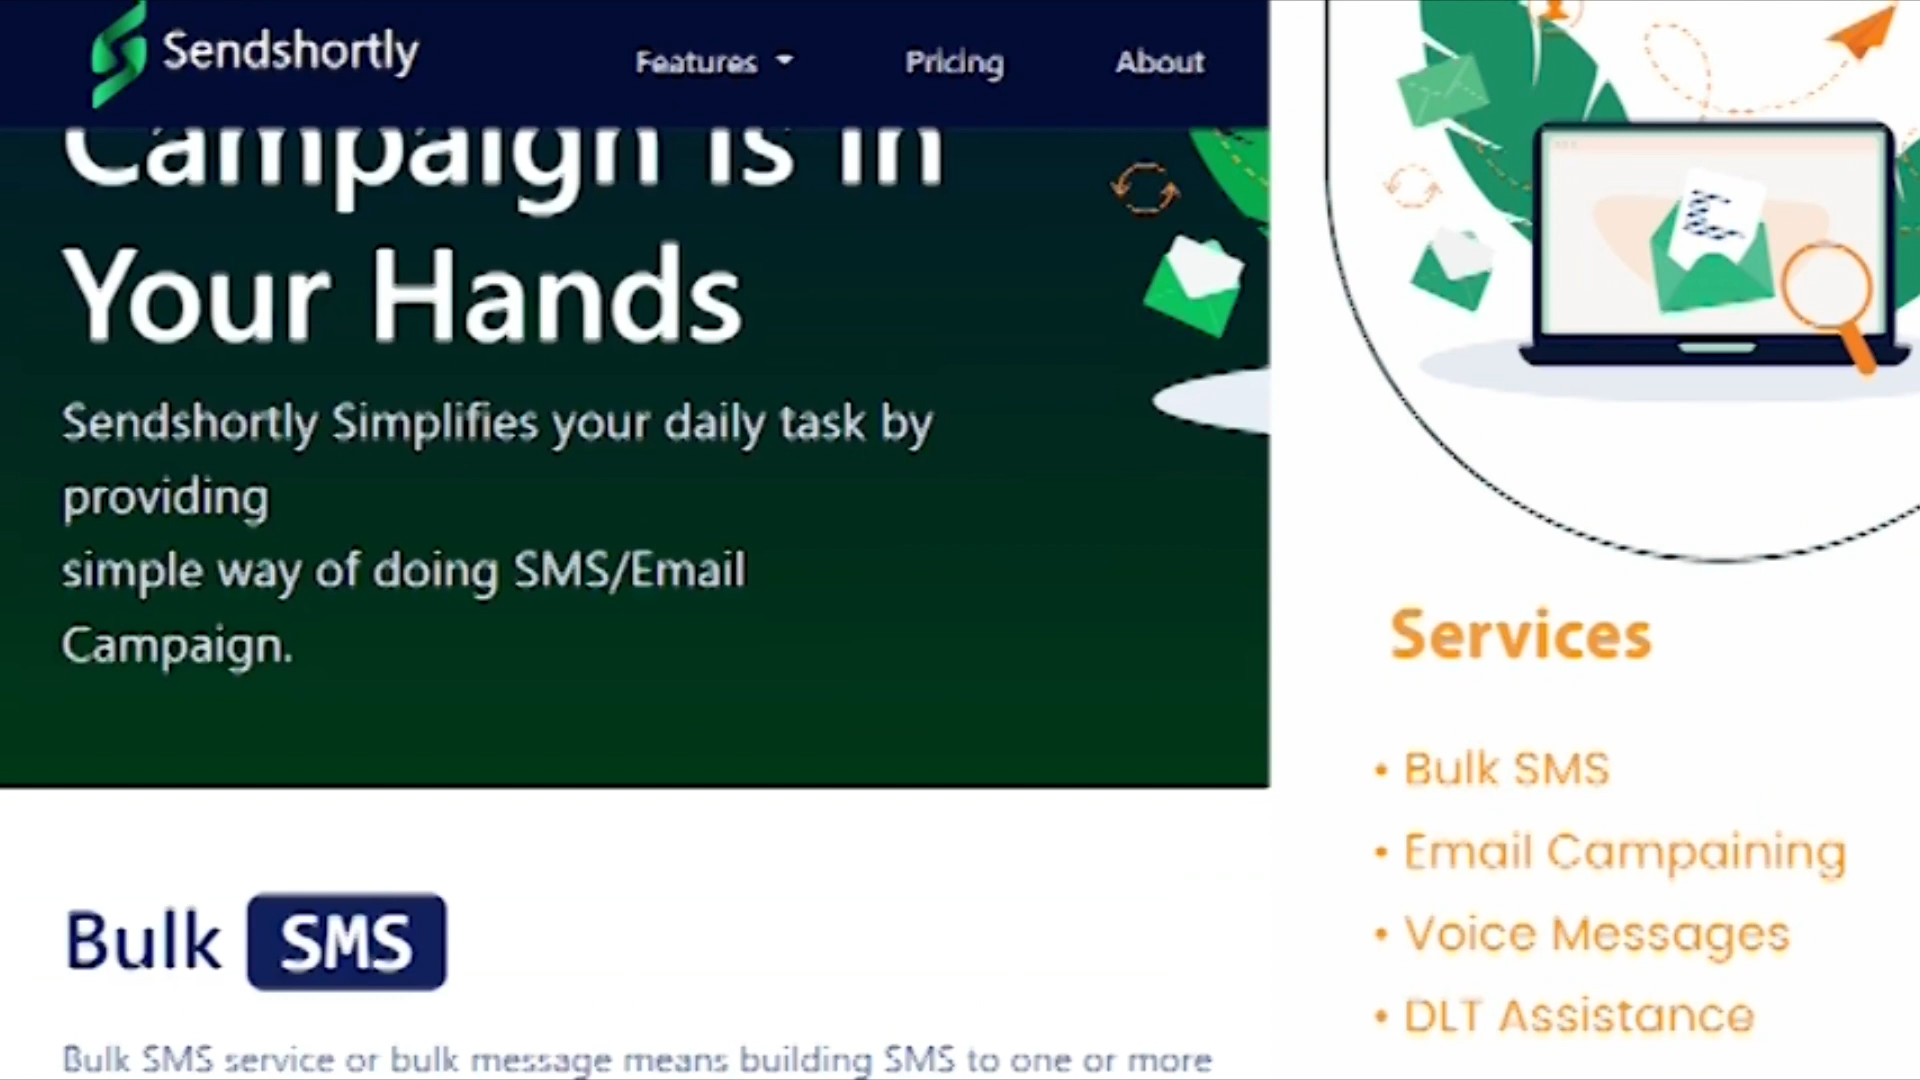 Sendshortly
Features
Pricing
About
Campaign is in
Your Hands
Sendshortly Simplifies your daily task by
providing
simple way of doing SMS/Email
Campaign.
Bulk SMS
Bulk SMS service or bulk message means building SMS to one or more
Services
• Bulk SMS
• Email Campaining
• Voice Messages
• DLT Assistance